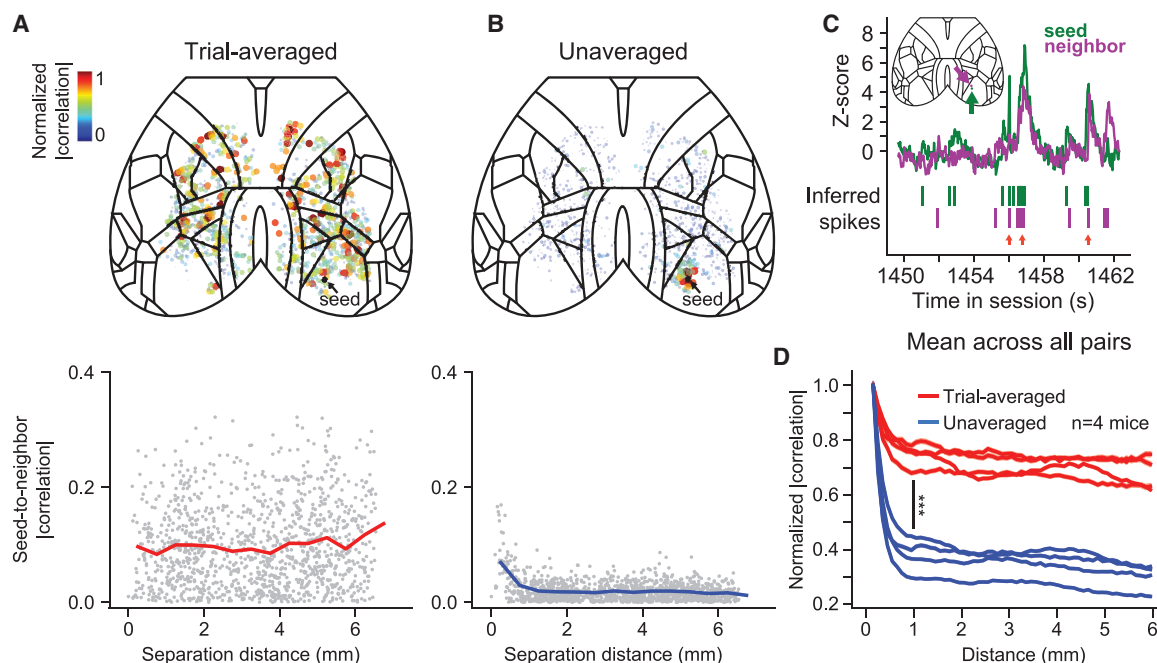 A
Trial-averaged
Normalized
|correlation|
1
0
seed
B
Unaveraged
seed
C
seed
neighbor
Z-score
8
6
4
2
0
Inferred
spikes
1450
1454
1458
1462
Time in session (s)
Seed-to-neighbor
|correlation|
0.4
0.2
0.0
0
2
4
6
Separation distance (mm)
0.4
0.2
0.0
0
2
4
6
Separation distance (mm)
D
Mean across all pairs
Normalized |correlation|
1.0
0.8
0.6
0.4
0.2
Trial-averaged
Unaveraged n=4 mice
***
0
1
2
3
4
5
6
Distance (mm)